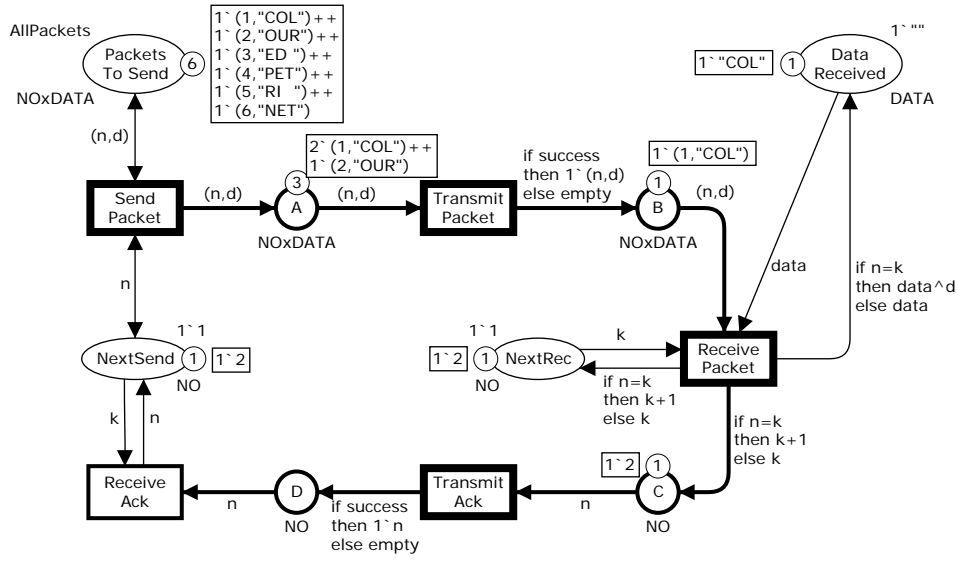 AllPackets
Packets
To Send
6
NOxDATA
1`(1,"COL")++
1`(2,"OUR")++
1`(3,"ED ")++
1`(4,"PET")++
1`(5,"RI  ")++
1`(6,"NET")
1`""
1`"COL"
1
Data
Received
DATA
(n,d)
2`(1,"COL")++
1`(2,"OUR")
3
if success
then 1`(n,d)
else empty
1`(1,"COL")
1
Send
Packet
(n,d)
A
(n,d)
Transmit
Packet
B
(n,d)
NOxDATA
NOxDATA
n
data
if n=k
then data^d
else data
1`1
NextSend
1
1`2
NO
1`1
1`2
1
NextRec
NO
k
if n=k
then k+1
else k
Receive
Packet
k
n
if n=k
then k+1
else k
Receive
Ack
n
D
NO
if success
then 1`n
else empty
Transmit
Ack
n
1`2
1
C
NO